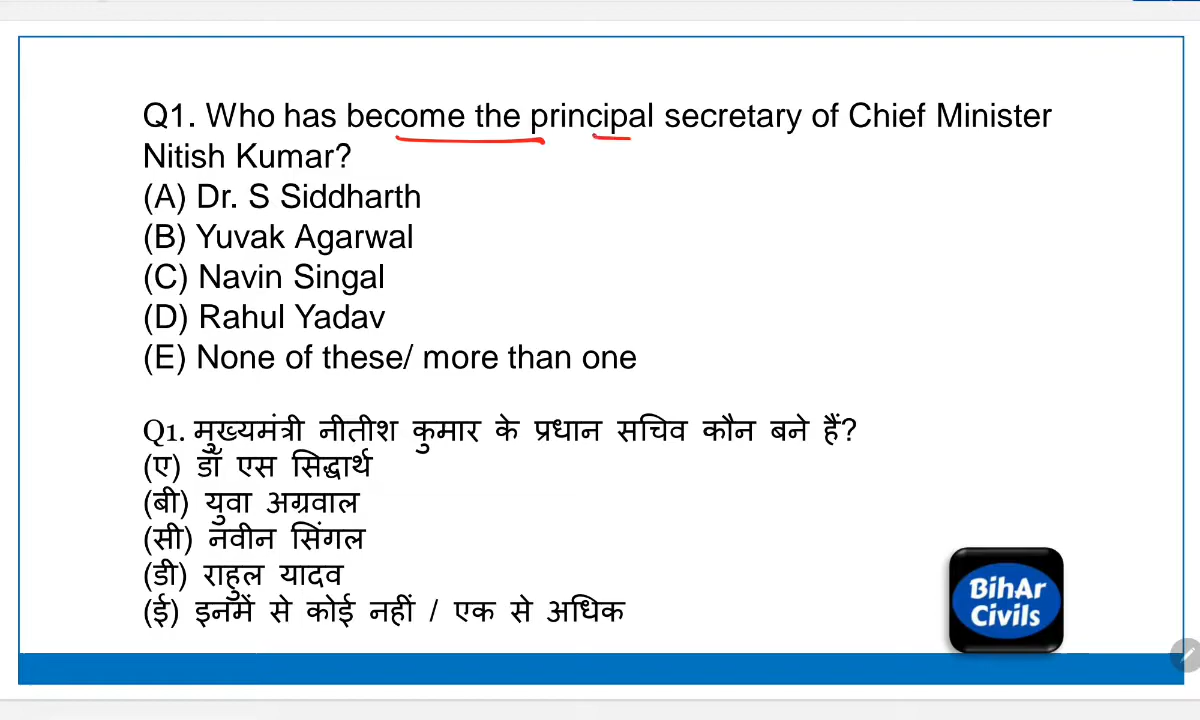 Q1. Who has become the principal secretary of Chief Minister
Nitish Kumar?
(A) Dr. S Siddharth
(B) Yuvak Agarwal
(C) Navin Singal
(D) Rahul Yadav
(E) None of these/ more than one
Q1. मुख्यमंत्री नीतीश कुमार के प्रधान सचिव कौन बने हैं?
(ए) डॉ एस सिद्धार्थ
(बी) युवा अग्रवाल
(सी) नवीन सिंगल
(डी) राहुल यादव
(ई) इनमें से कोई नहीं / एक से अधिक
BihAr
Civils